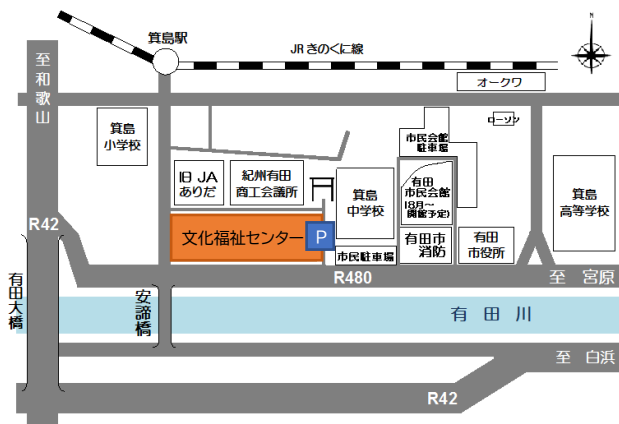 N
箕島駅
JRきのくに線
至和歌山
オークワ
箕島
小学校
市民会館
駐車場
ローソン
旧 JA
ありだ
紀州有田
商工会議所
箕島
中学校
有田
市民会館
(8月〜
開館予定)
箕島
高等学校
R42
文化福祉センター
P
有田市
消防
有田
市役所
市民駐車場
R480
至 宮原
有田大橋
安諦橋
有田川
至 白浜
R42